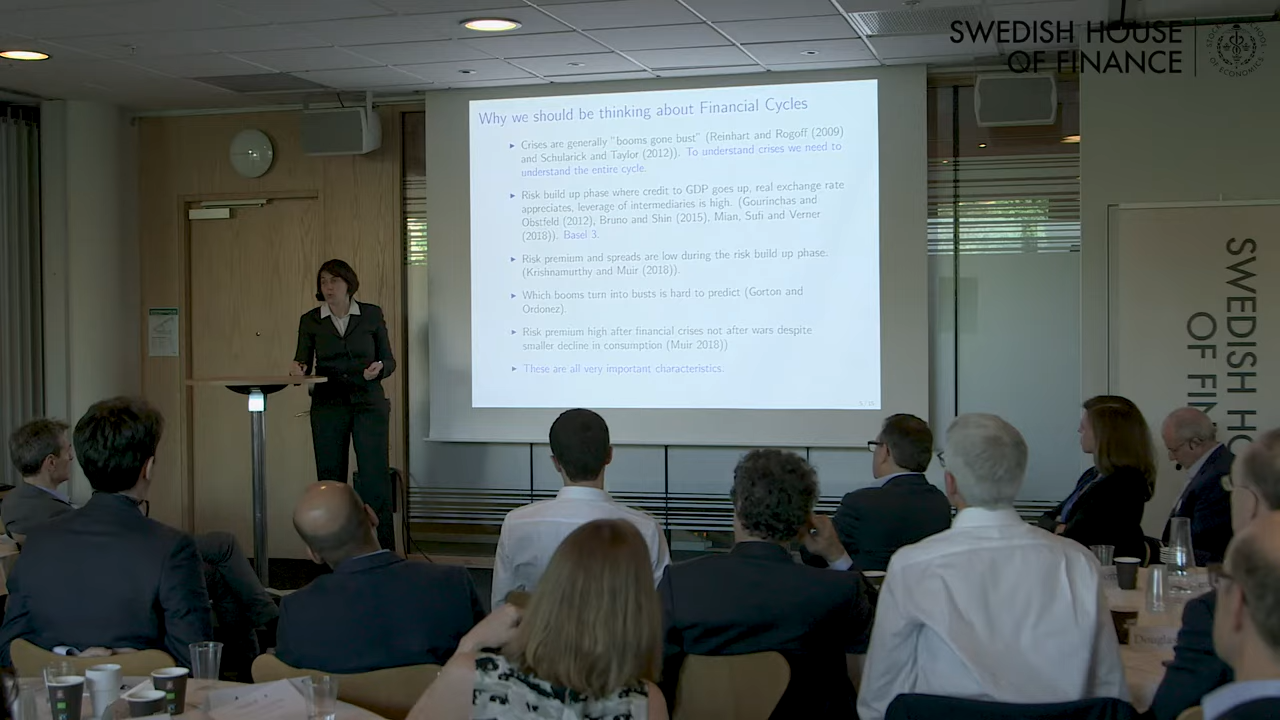 SWEDISH HOUSE
OF FINANCE
Why we should be thinking about Financial Cycles
▸ Crises are generally "booms gone bust" (Reinhart and Rogoff (2009)
and Schularick and Taylor (2012)). To understand crises we need to
understand the entire cycle.
▸ Risk build up phase where credit to GDP goes up, real exchange rate
appreciates, leverage of intermediaries is high. (Gourinchas and
Obstfeld (2012), Bruno and Shin (2015), Mian, Sufi and Verner
(2018)). Basel 3.
▸ Risk premium and spreads are low during the risk build up phase.
(Krishnamurthy and Muir (2018)).
▸ Which booms turn into busts is hard to predict (Gorton and
Ordonez)
▸ Risk premium high after financial crises not after wars despite
smaller decline in consumption (Muir 2018))
▸ These are all very important characteristics.
SWEDISH HO
OF FIN